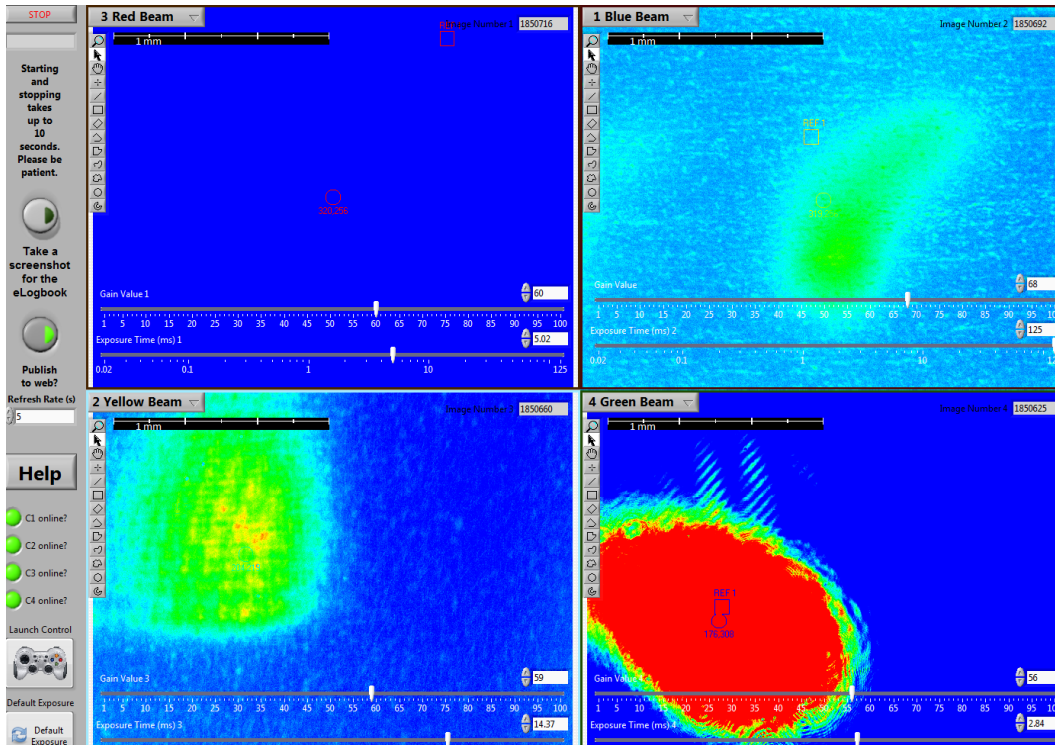 STOP
Starting
and
stopping
takes
up to
10
seconds.
Please be
patient.
Take a
screenshot
for the
eLogbook
Publish
to web?
Refresh Rate (s)
5
Help
C1 online?
C2 online?
C3 online?
C4 online?
Launch Control
Default Exposure
Default
Exposure
3 Red Beam
Image Number 1 1850716
1 mm
320,256
Gain Value 1
60
1 5 10 15 20 25 30 35 40 45 50 55 60 65 70 75 80 85 90 95 100
Exposure Time (ms) 1
5.02
0.02 0.1 1 10 125
1 Blue Beam
Image Number 2 1850692
1 mm
REF 1
Gain Value
68
1 5 10 15 20 25 30 35 40 45 50 55 60 65 70 75 80 85 90 95 100
Exposure Time (ms) 2
125
0.02 0.1 1 10
2 Yellow Beam
Image Number 3 1850660
1 mm
Gain Value 3
59
1 5 10 15 20 25 30 35 40 45 50 55 60 65 70 75 80 85 90 95 100
Exposure Time (ms) 3
14.37
4 Green Beam
Image Number 4 1850625
1 mm
REF 1
176,308
Gain Value
56
1 5 10 15 20 25 30 35 40 45 50 55 60 65 70 75 80 85 90 95 100
Exposure Time (ms) 4
2.84